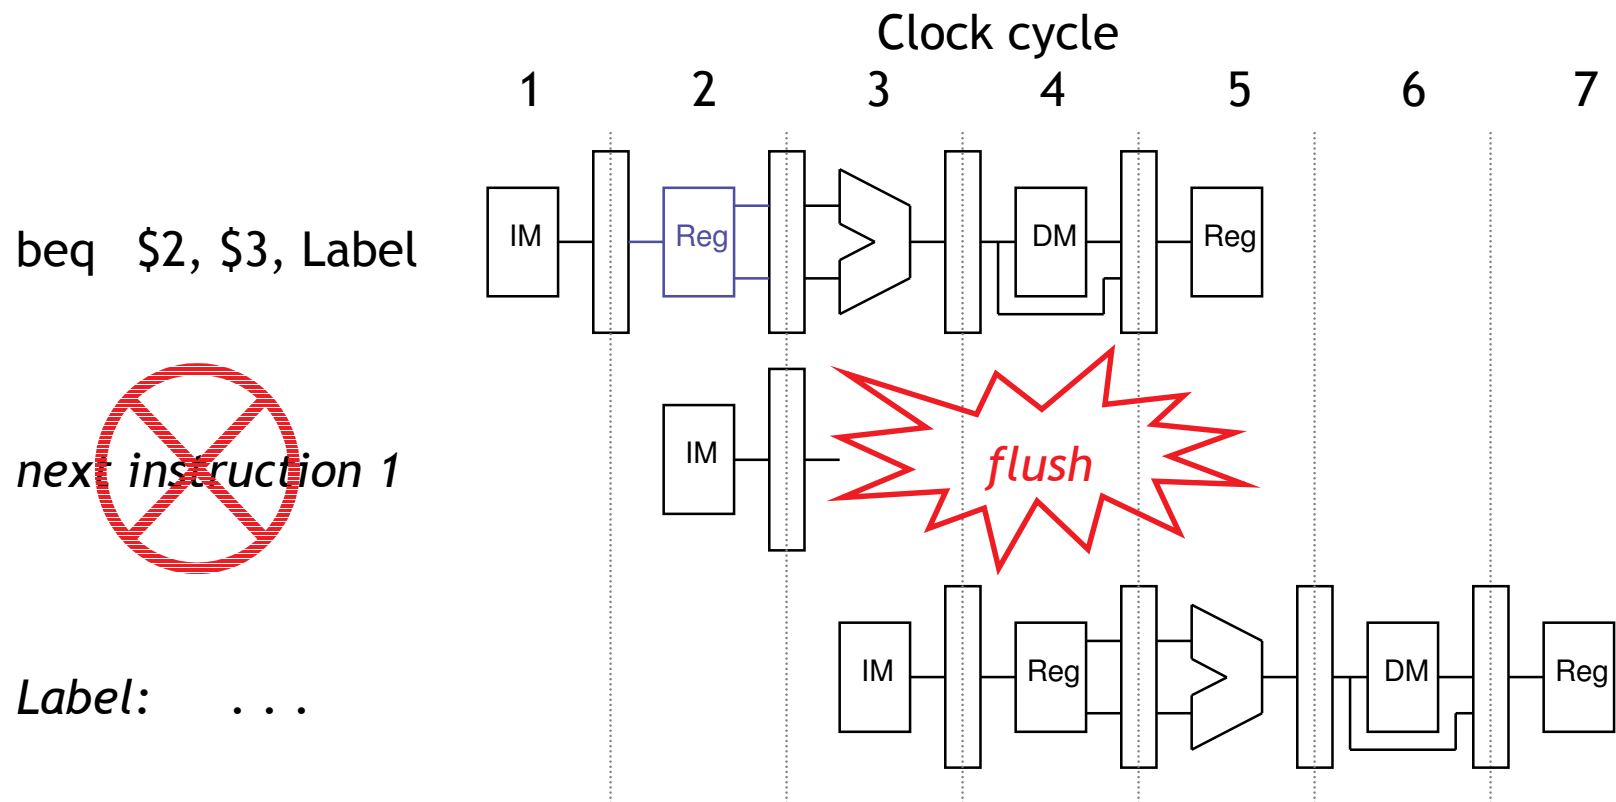 Clock cycle
1 2 3 4 5 6 7
beq $2, $3, Label
IM Reg DM Reg
next instruction 1
IM flush
Label: . . .
IM Reg DM Reg